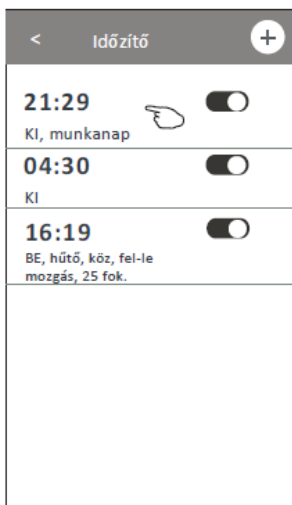 < Időzítő +
21:29
KI, munkanap
04:30
KI
16:19
BE, hűtő, köz, fel-le
mozgás, 25 fok.